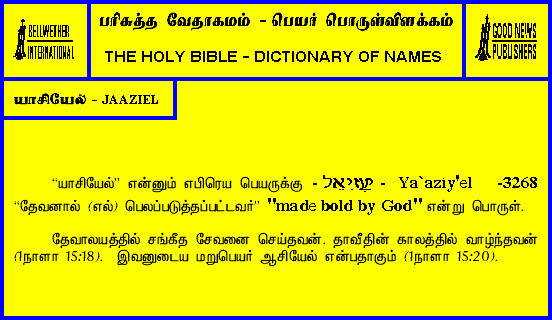 BELLWETHER
INTERNATIONAL
பரிசுத்த வேதாகமம் - பெயர் பொருள்விளக்கம்
THE HOLY BIBLE - DICTIONARY OF NAMES
GOOD NEWS
PUBLISHERS
யாசியேல் - JAAZIEL
“யாசியேல்” என்னும் எபிரெய பெயருக்கு - יַעֲזִיאֵל - Ya`aziy'el -3268
“தேவனால் (எல்) பெலப்படுத்தப்பட்டவர்” "made bold by God" என்று பொருள்.
தேவாலயத்தில் சங்கீத சேவனை செய்தவன். தாவீதின் காலத்தில் வாழ்ந்தவன்
(1நாளா 15:18). இவனுடைய மறுபெயர் ஆசியேல் என்பதாகும் (1நாளா 15:20).